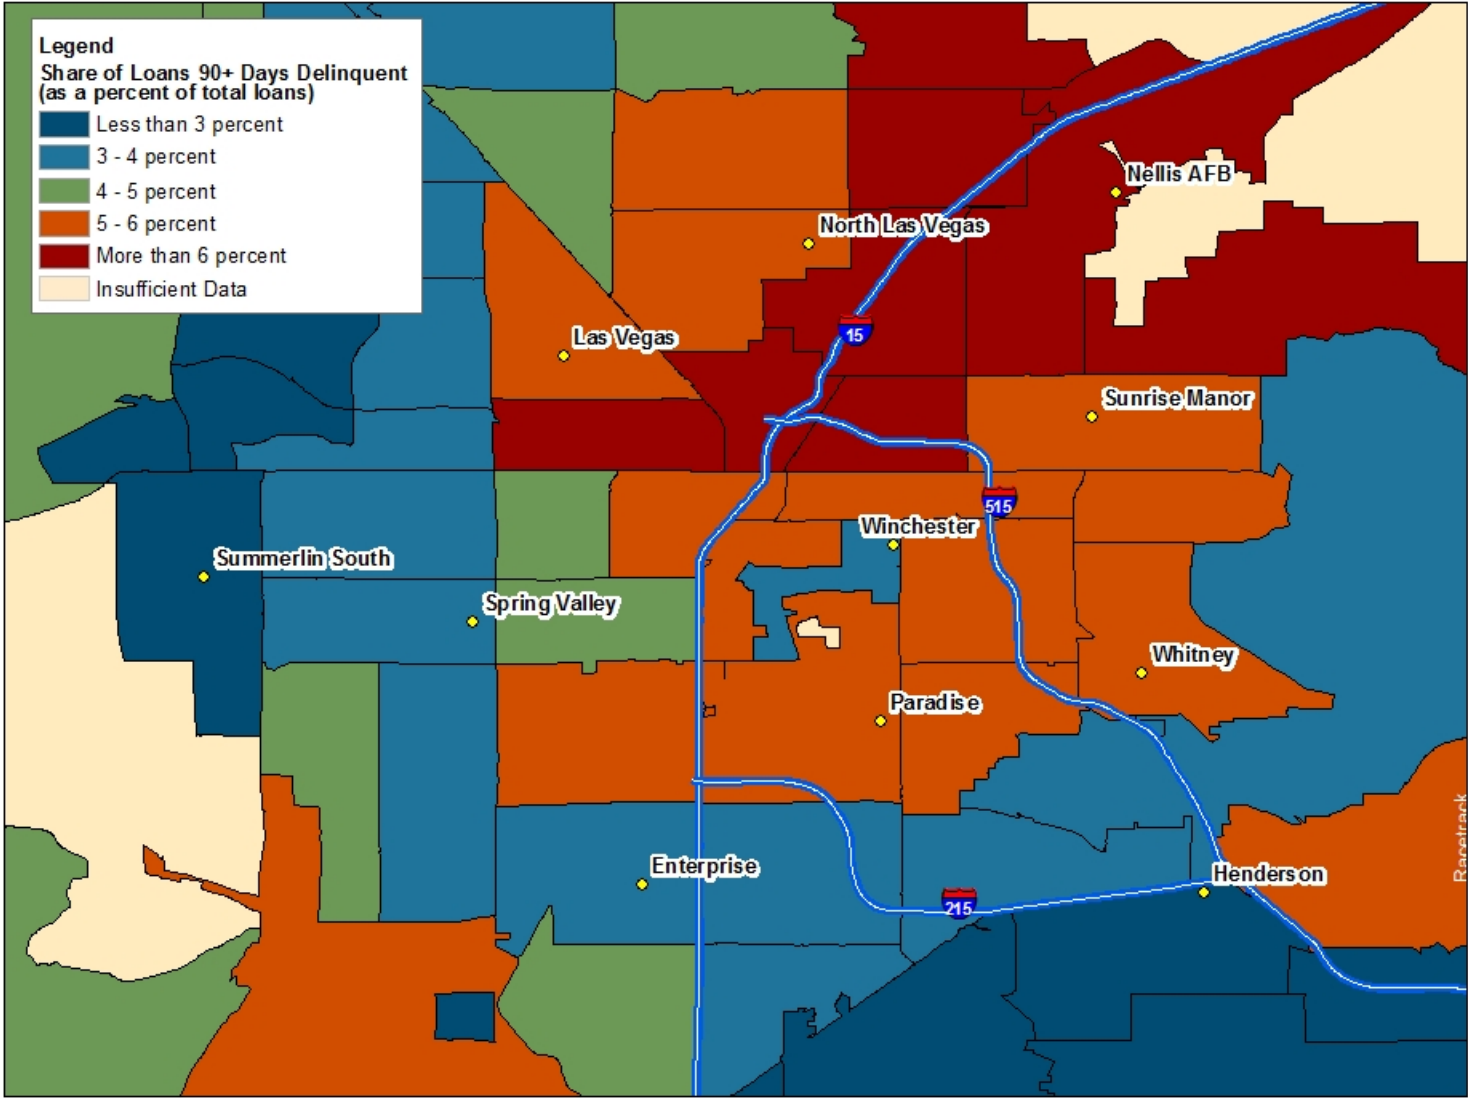 Legend
Share of Loans 90+ Days Delinquent
(as a percent of total loans)
Less than 3 percent
3 - 4 percent
4 - 5 percent
5 - 6 percent
More than 6 percent
Insufficient Data
Nellis AFB
North Las Vegas
15
Las Vegas
Sunrise Manor
515
Winchester
Summerlin South
Spring Valley
Whitney
Paradise
Racetrack
Enterprise
Henderson
215